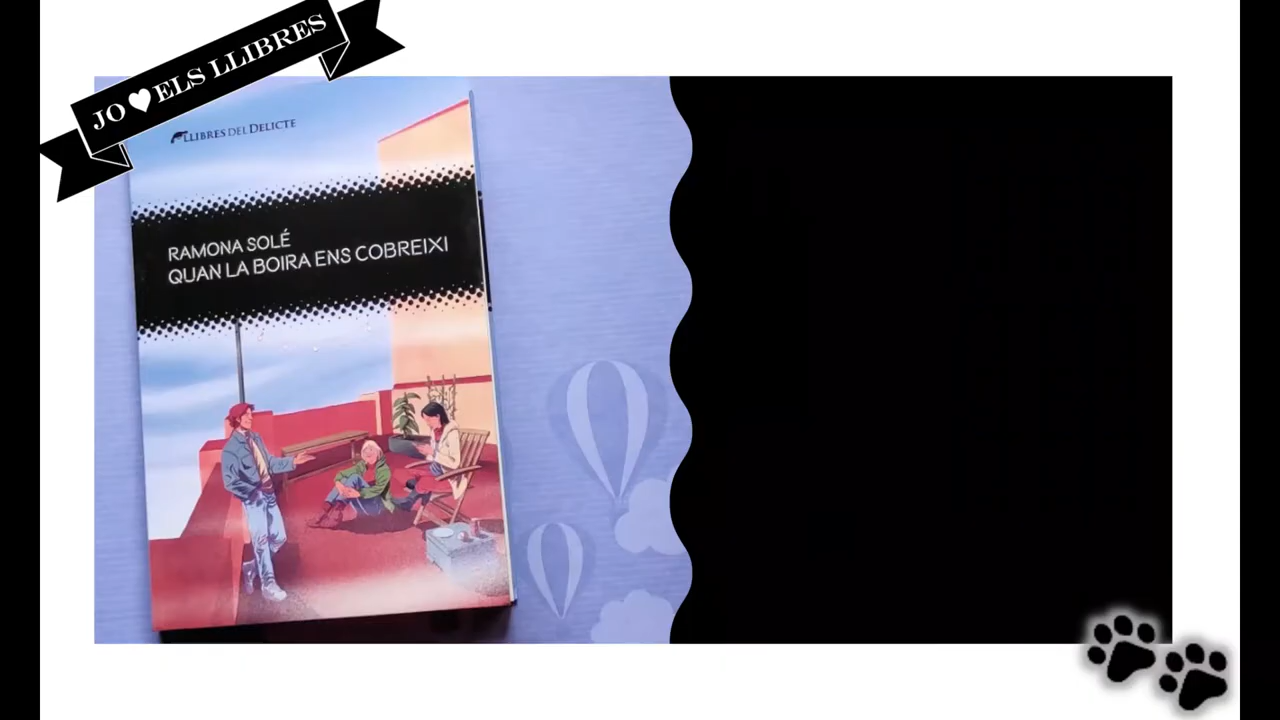 JO ELS LLIBRES
LLIBRES DEL DELICTE
RAMONA SOLÉ
QUAN LA BOIRA ENS COBREIXI